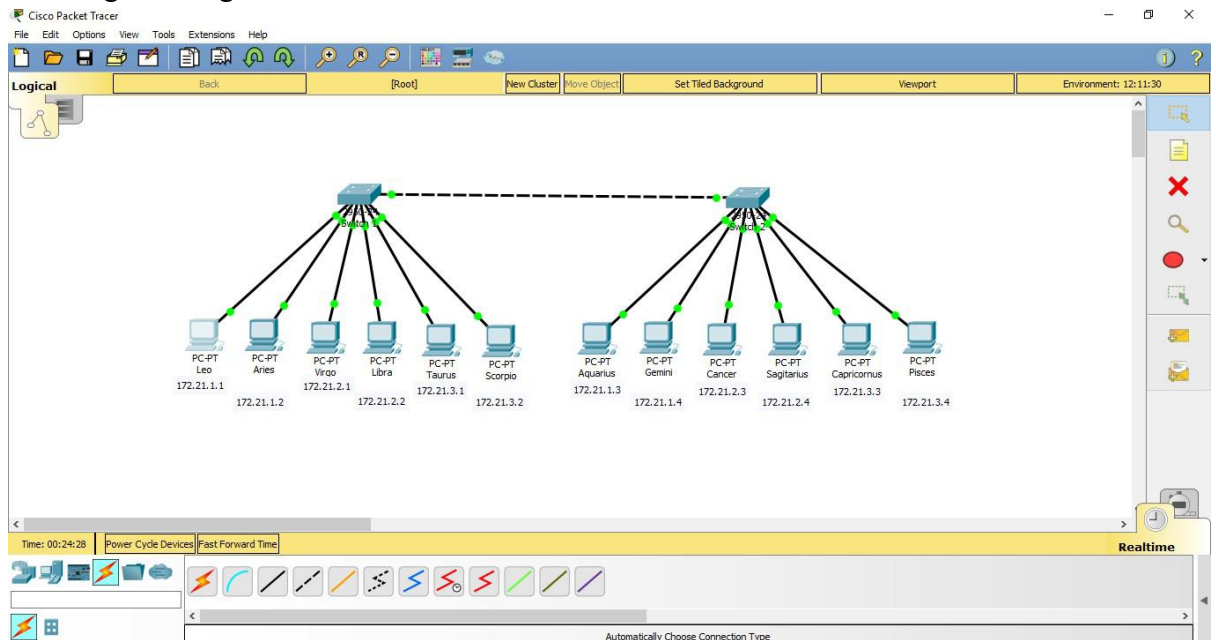 Cisco Packet Tracer
File Edit Options View Tools Extensions Help
Logical
Back
[Root]
New Cluster
Move Object
Set Tiled Background
Viewport
Environment: 12:11:30
Switch 1
Switch 2
PC-PT
Leo
172.21.1.1
PC-PT
Aries
172.21.1.2
PC-PT
Virgo
172.21.2.1
PC-PT
Libra
172.21.2.2
PC-PT
Taurus
172.21.3.1
PC-PT
Scorpio
172.21.3.2
PC-PT
Aquarius
172.21.1.3
PC-PT
Gemini
172.21.1.4
PC-PT
Cancer
172.21.2.3
PC-PT
Sagitarius
172.21.2.4
PC-PT
Capricornus
172.21.3.3
PC-PT
Pisces
172.21.3.4
Time: 00:24:28
Power Cycle Devices
Fast Forward Time
Realtime
Automatically Choose Connection Type